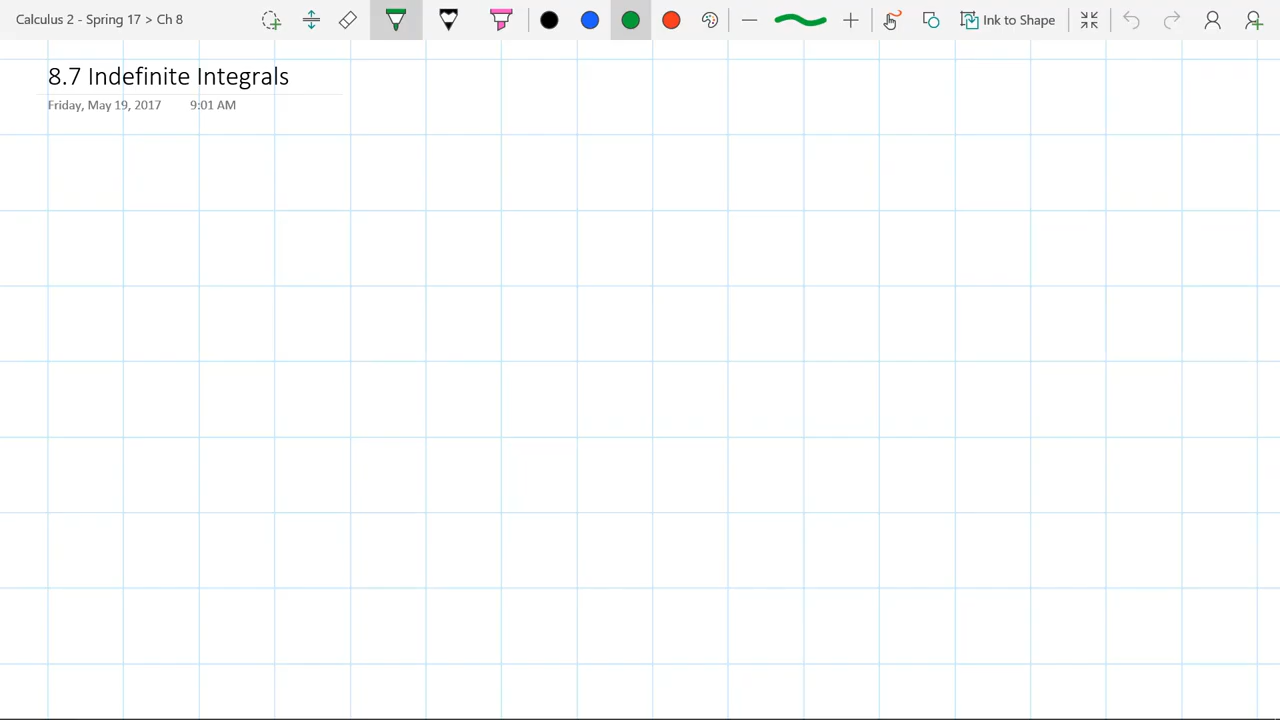 Calculus 2 - Spring 17 > Ch 8
Ink to Shape
8.7 Indefinite Integrals
Friday, May 19, 2017 9:01 AM